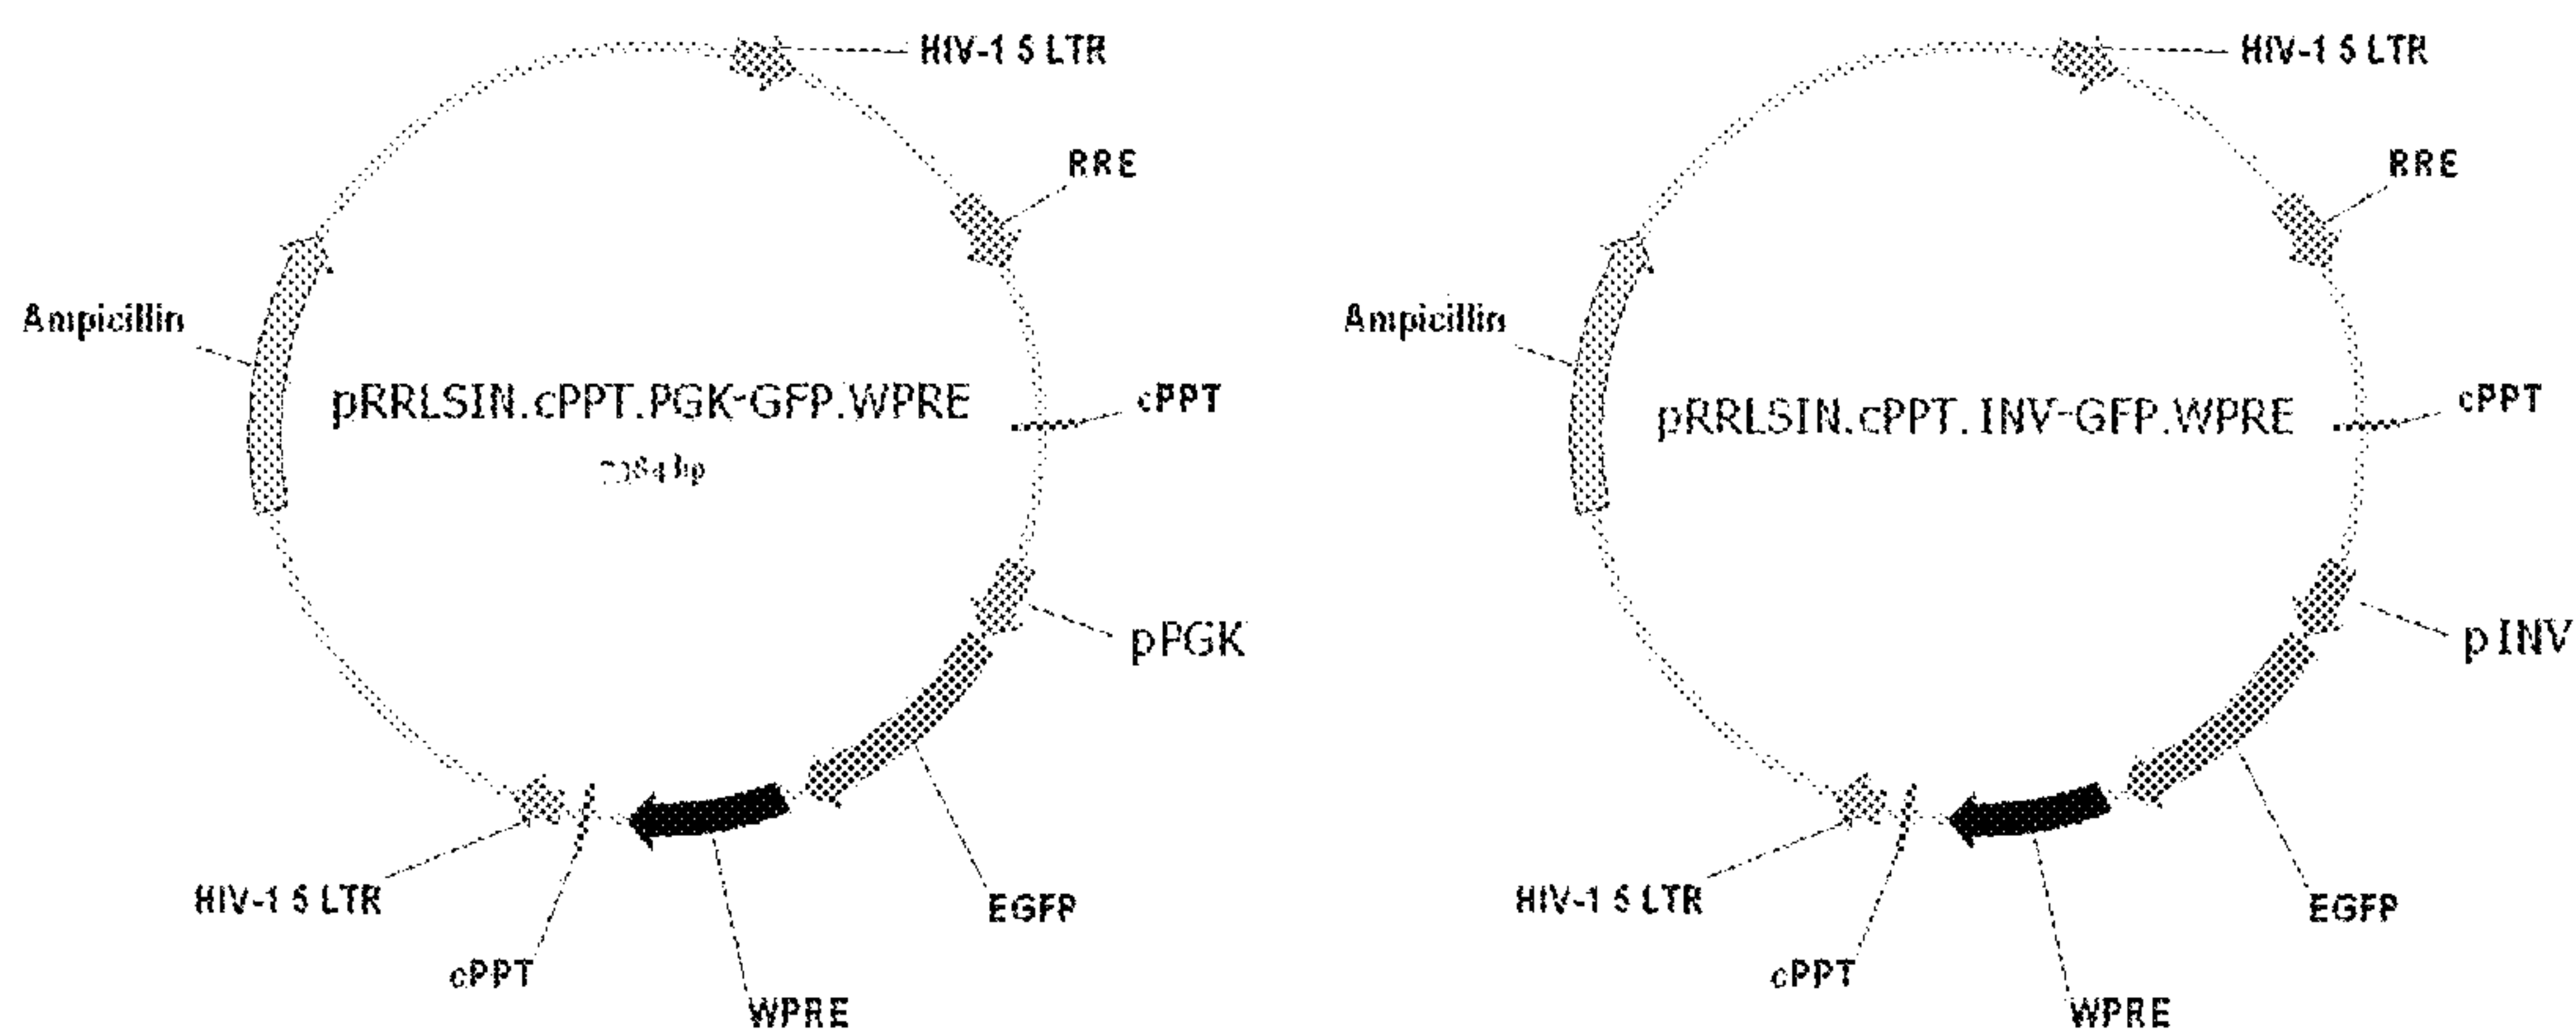 HIV-1 5 LTR
RRE
Ampicillin
pRRLSIN.cPPT.PGK-GFP.WPRE
cPPT
pPGK
HIV-1 5 LTR
EGFP
cPPT
WPRE
HIV-1 5 LTR
RRE
Ampicillin
pRRLSIN.cPPT.INV-GFP.WPRE
cPPT
pINV
HIV-1 5 LTR
EGFP
cPPT
WPRE